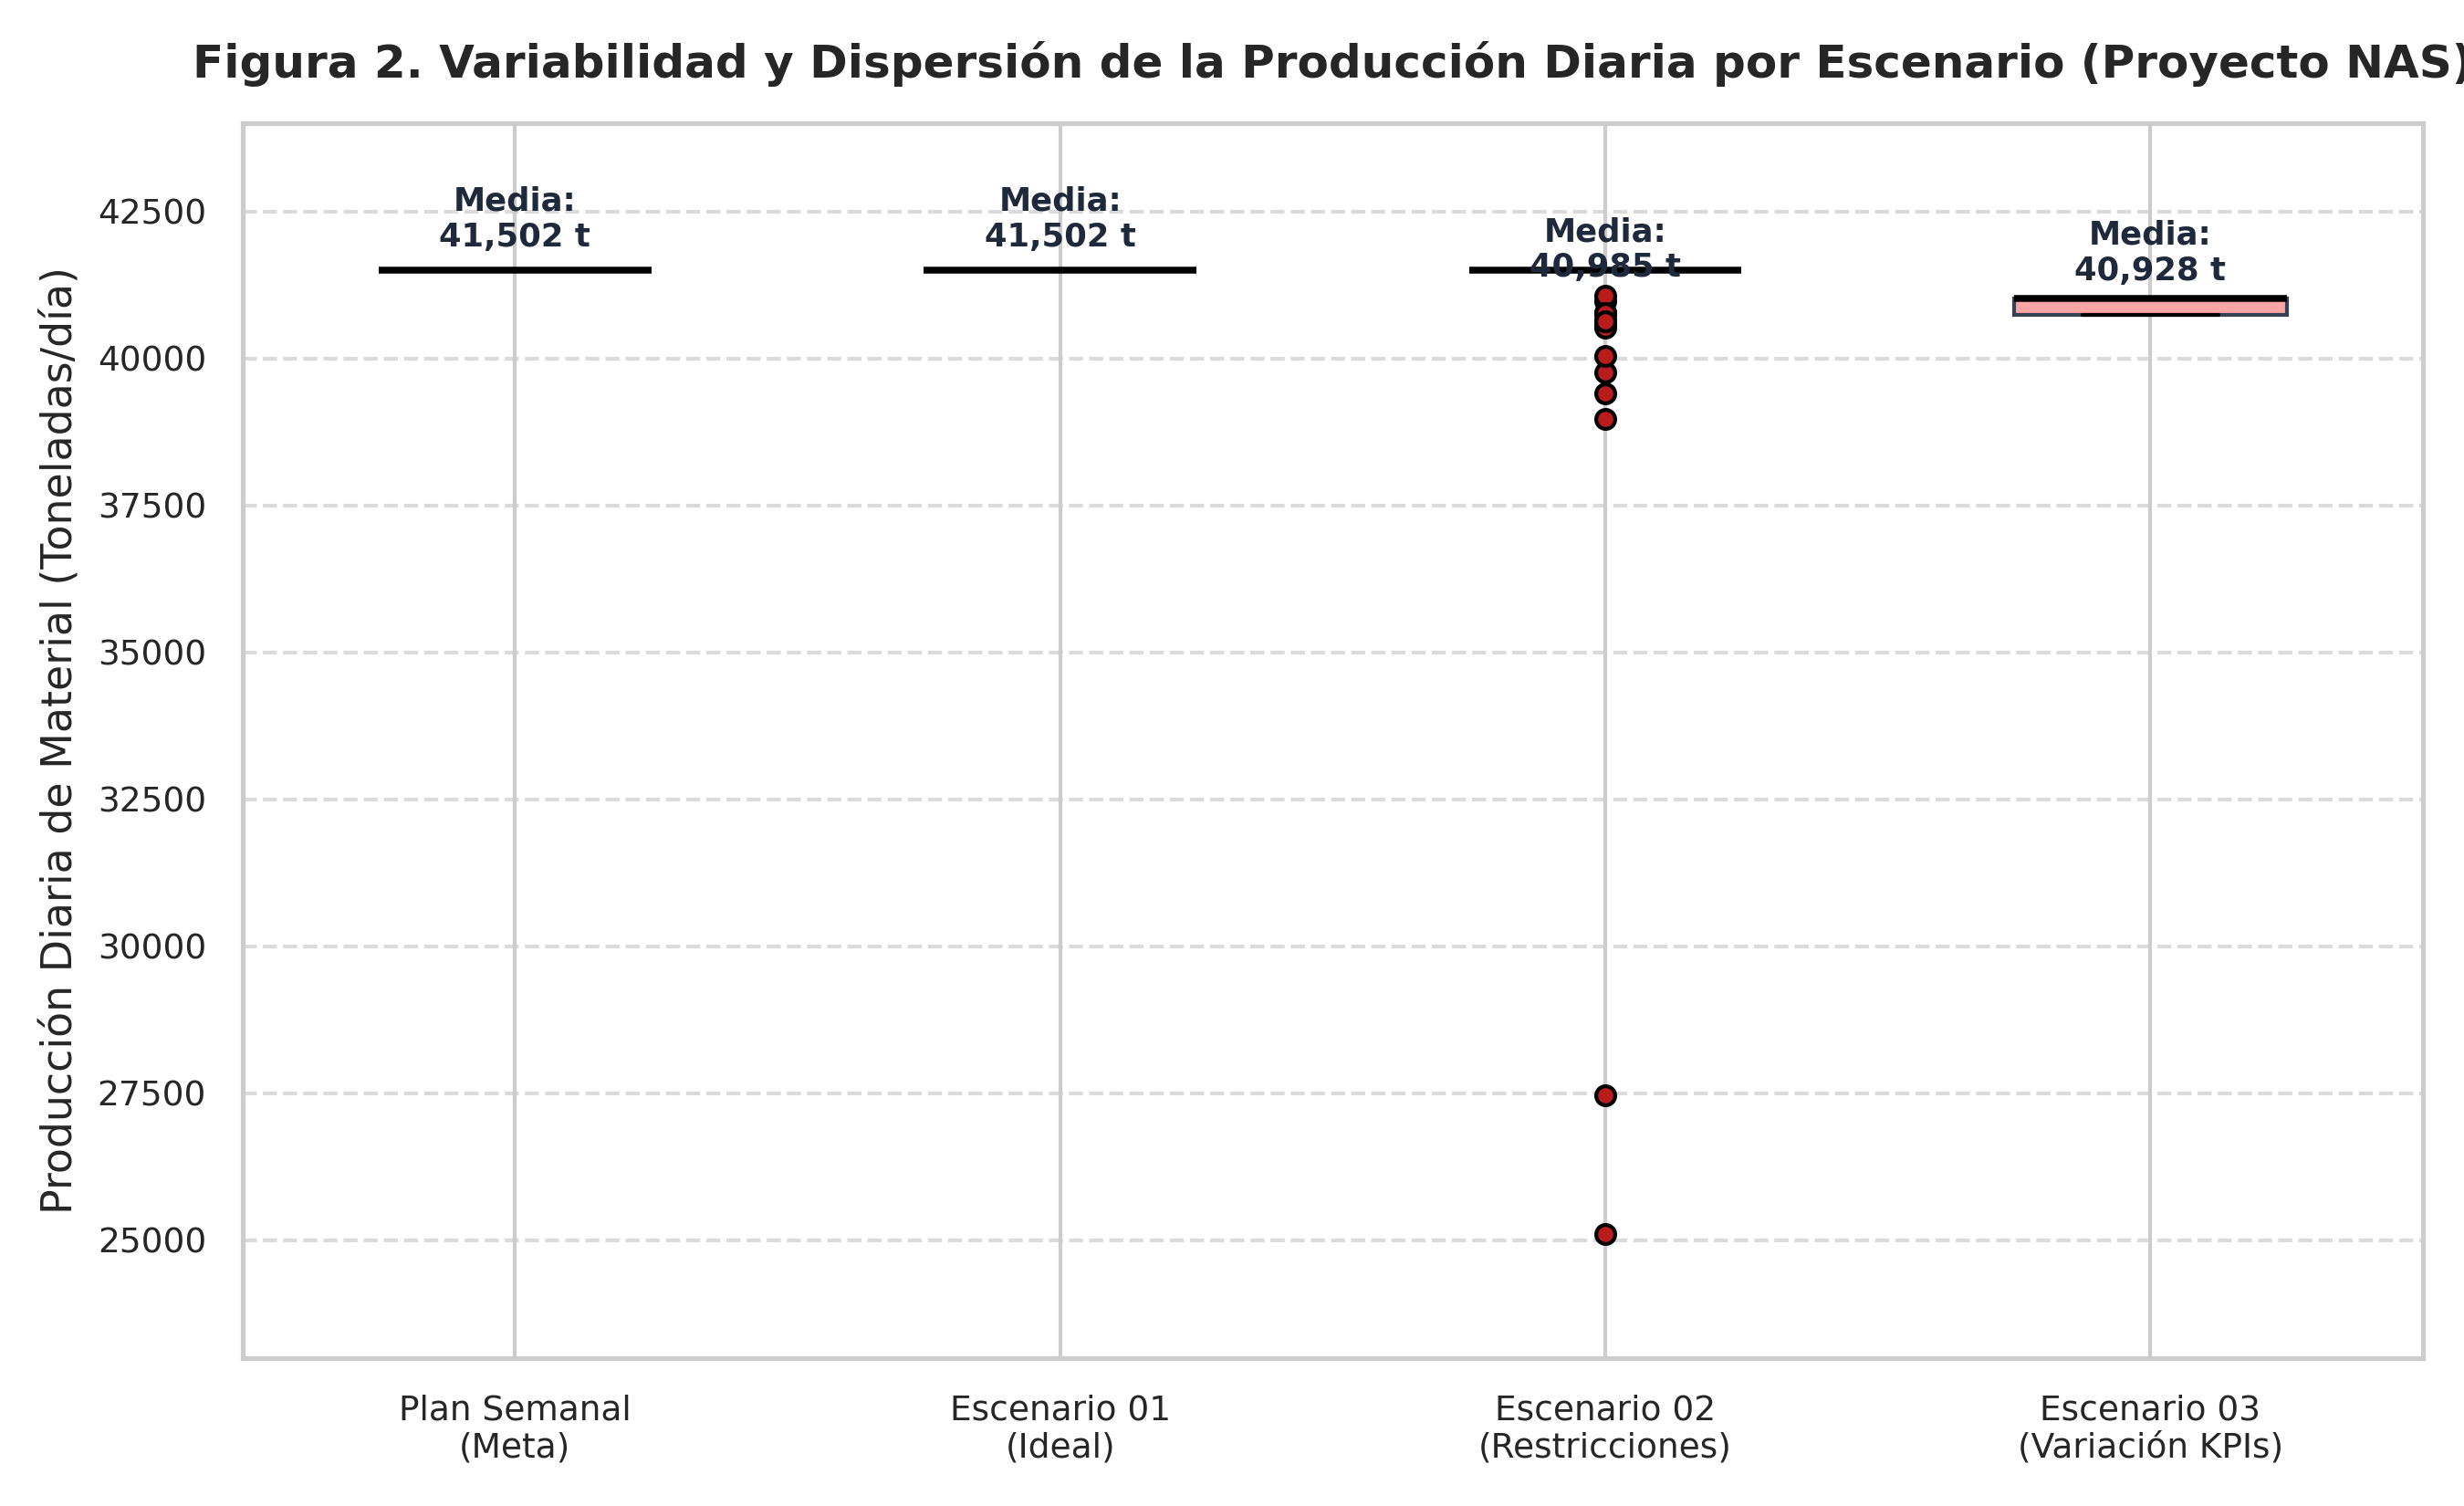 Figura 2. Variabilidad y Dispersión de la Producción Diaria por Escenario (Proyecto NAS)
Producción Diaria de Material (Toneladas/día)
42500
40000
37500
35000
32500
30000
27500
25000
Media:
41,502 t
Media:
41,502 t
Media:
40,985 t
Media:
40,928 t
Plan Semanal
(Meta)
Escenario 01
(Ideal)
Escenario 02
(Restricciones)
Escenario 03
(Variación KPIs)